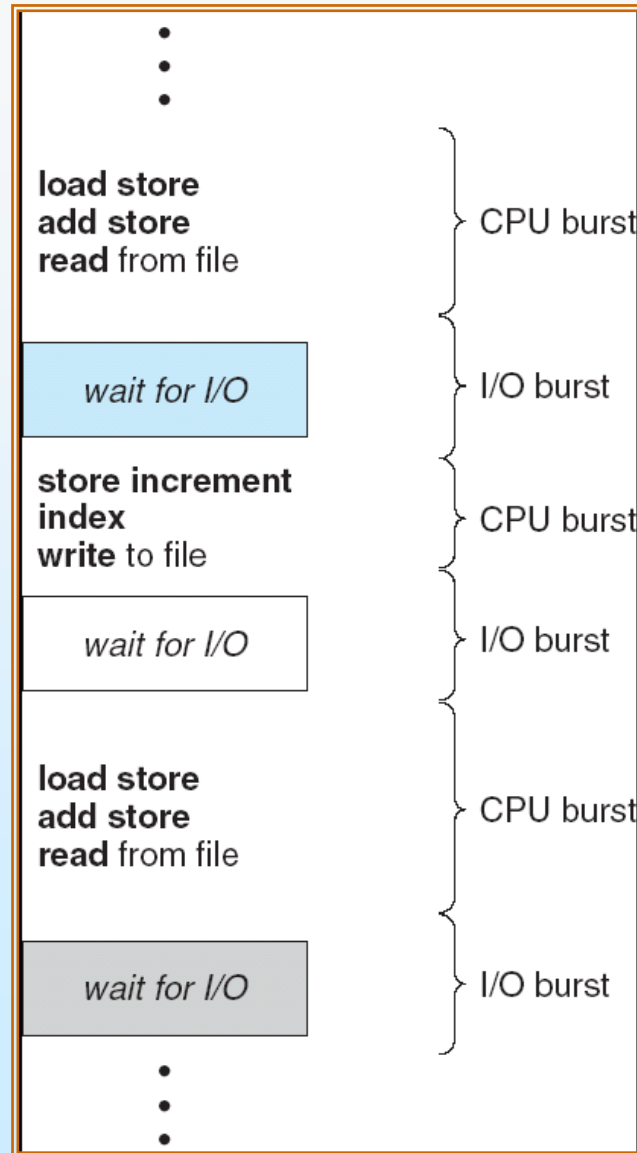 load store
add store
read from file
CPU burst
wait for I/O
I/O burst
store increment
index
write to file
CPU burst
wait for I/O
I/O burst
load store
add store
read from file
CPU burst
wait for I/O
I/O burst